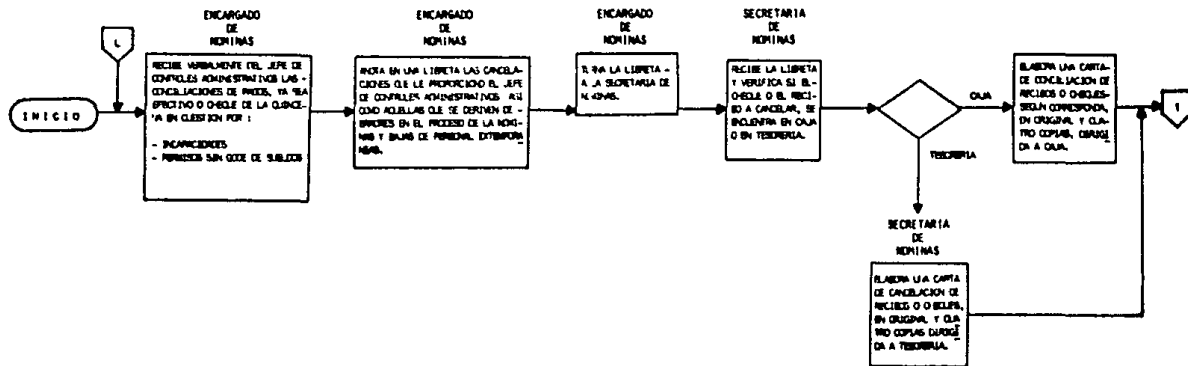 INICIO
L
ENCARGADO
DE
NOMINAS
RECIBE VERBALMENTE DEL JEFE DE
CONTROLES ADMINISTRATIVOS LAS -
CONCILIACIONES DE PAGOS, YA SEA
EFECTIVO O CHEQUE DE LA QUINCE-
NA EN CUESTION POR :
- INCAPACIDADES
- PERMISOS SIN GOCE DE SUELDOS
ENCARGADO
DE
NOMINAS
ANOTA EN UNA LIBRETA LAS CANCELA-
CIONES QUE LE PROPORCIONO EL JEFE
DE CONTROLES ADMINISTRATIVOS ASI
COMO AQUELLAS QUE SE DERIVEN DE
ERRORES EN EL PROCESO DE LA NOMI-
NAS Y BAJAS DE PERSONAL EXTEMPORA
NEAS.
ENCARGADO
DE
NOMINAS
TURNA LA LIBRETA -
A LA SECRETARIA DE
NOMINAS.
SECRETARIA
DE
NOMINAS
RECIBE LA LIBRETA
Y VERIFICA SI EL-
CHEQUE O EL RECI-
BO A CANCELAR, SE
ENCUENTRA EN CAJA
O EN TESORERIA.
CAJA
TESORERIA
ELABORA UNA CARTA-
DE CONCILIACION DE
RECIBOS O CHEQUES-
SEGUN CORRESPONDA,
EN ORIGINAL Y CUA-
TRO COPIAS, DIRIGI
DA A CAJA.
1
SECRETARIA
DE
NOMINAS
ELABORA UNA CARTA
DE CANCELACION DE
RECIBOS O CHEQUES,
EN ORIGINAL Y CUA
TRO COPIAS DIRIGI
DA A TESORERIA.